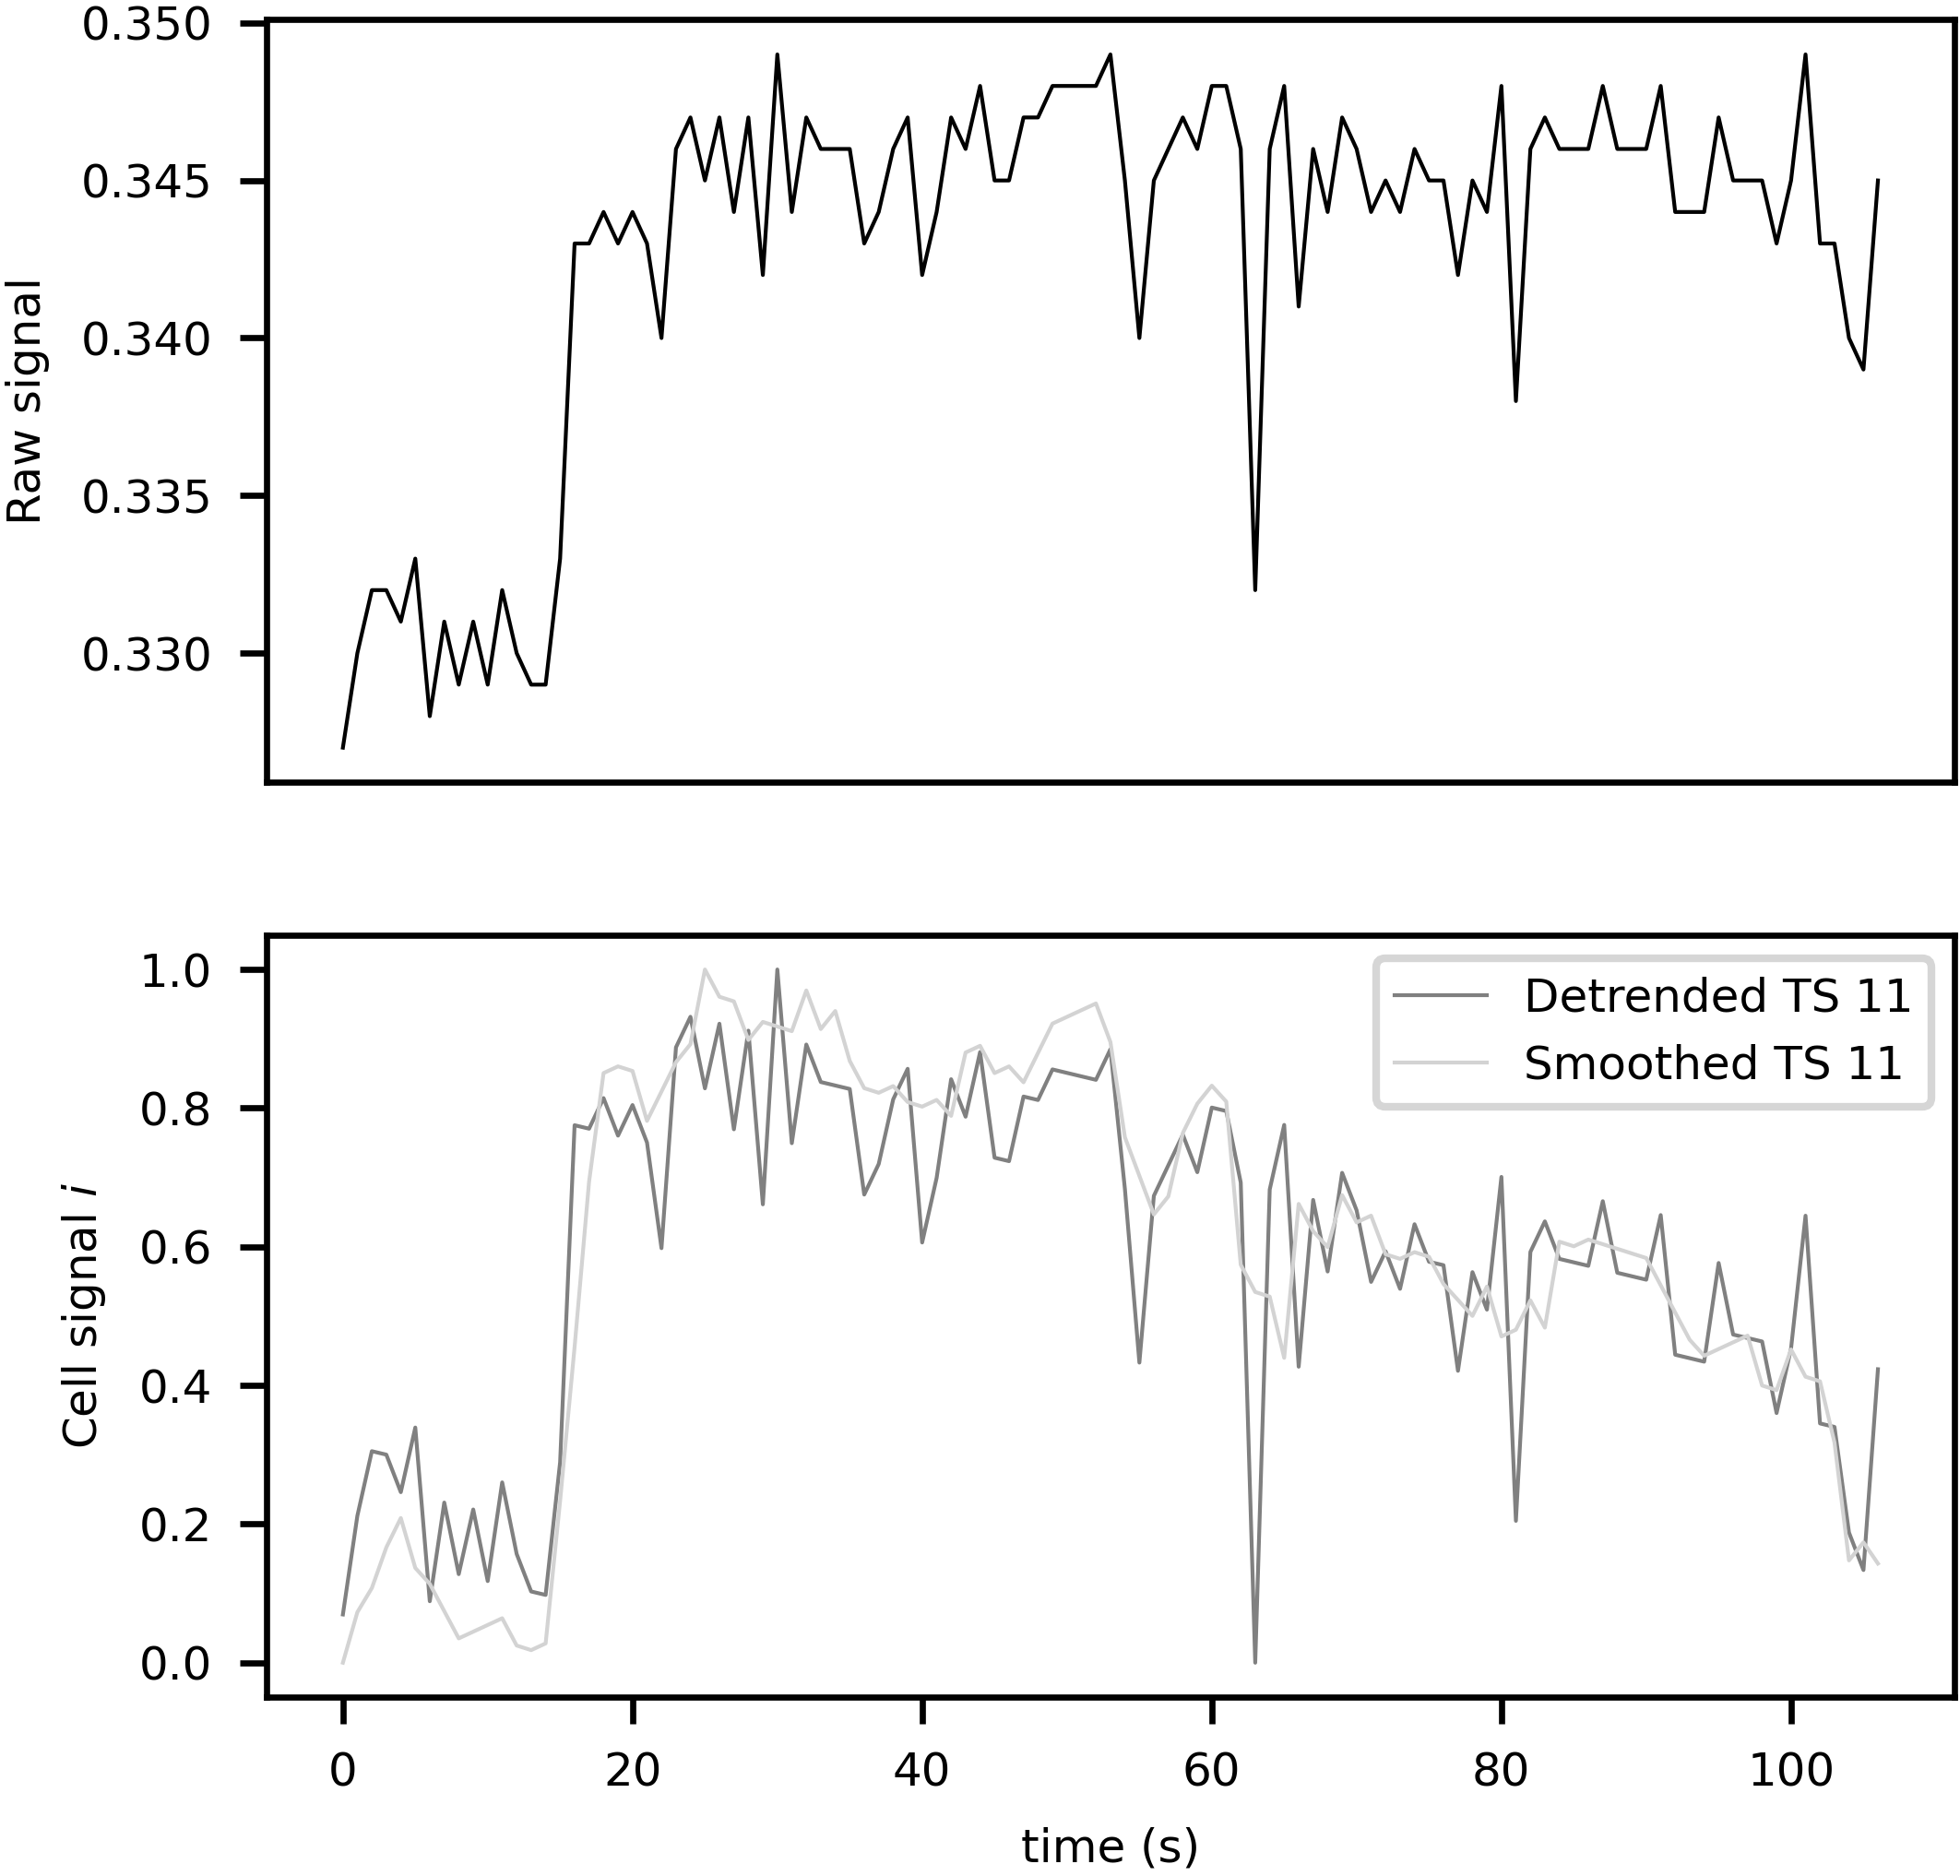 0.350
0.345
0.340
0.335
0.330
Raw signal
1.0
0.8
0.6
0.4
0.2
0.0
Cell signal i
Detrended TS 11
Smoothed TS 11
0 20 40 60 80 100
time (s)